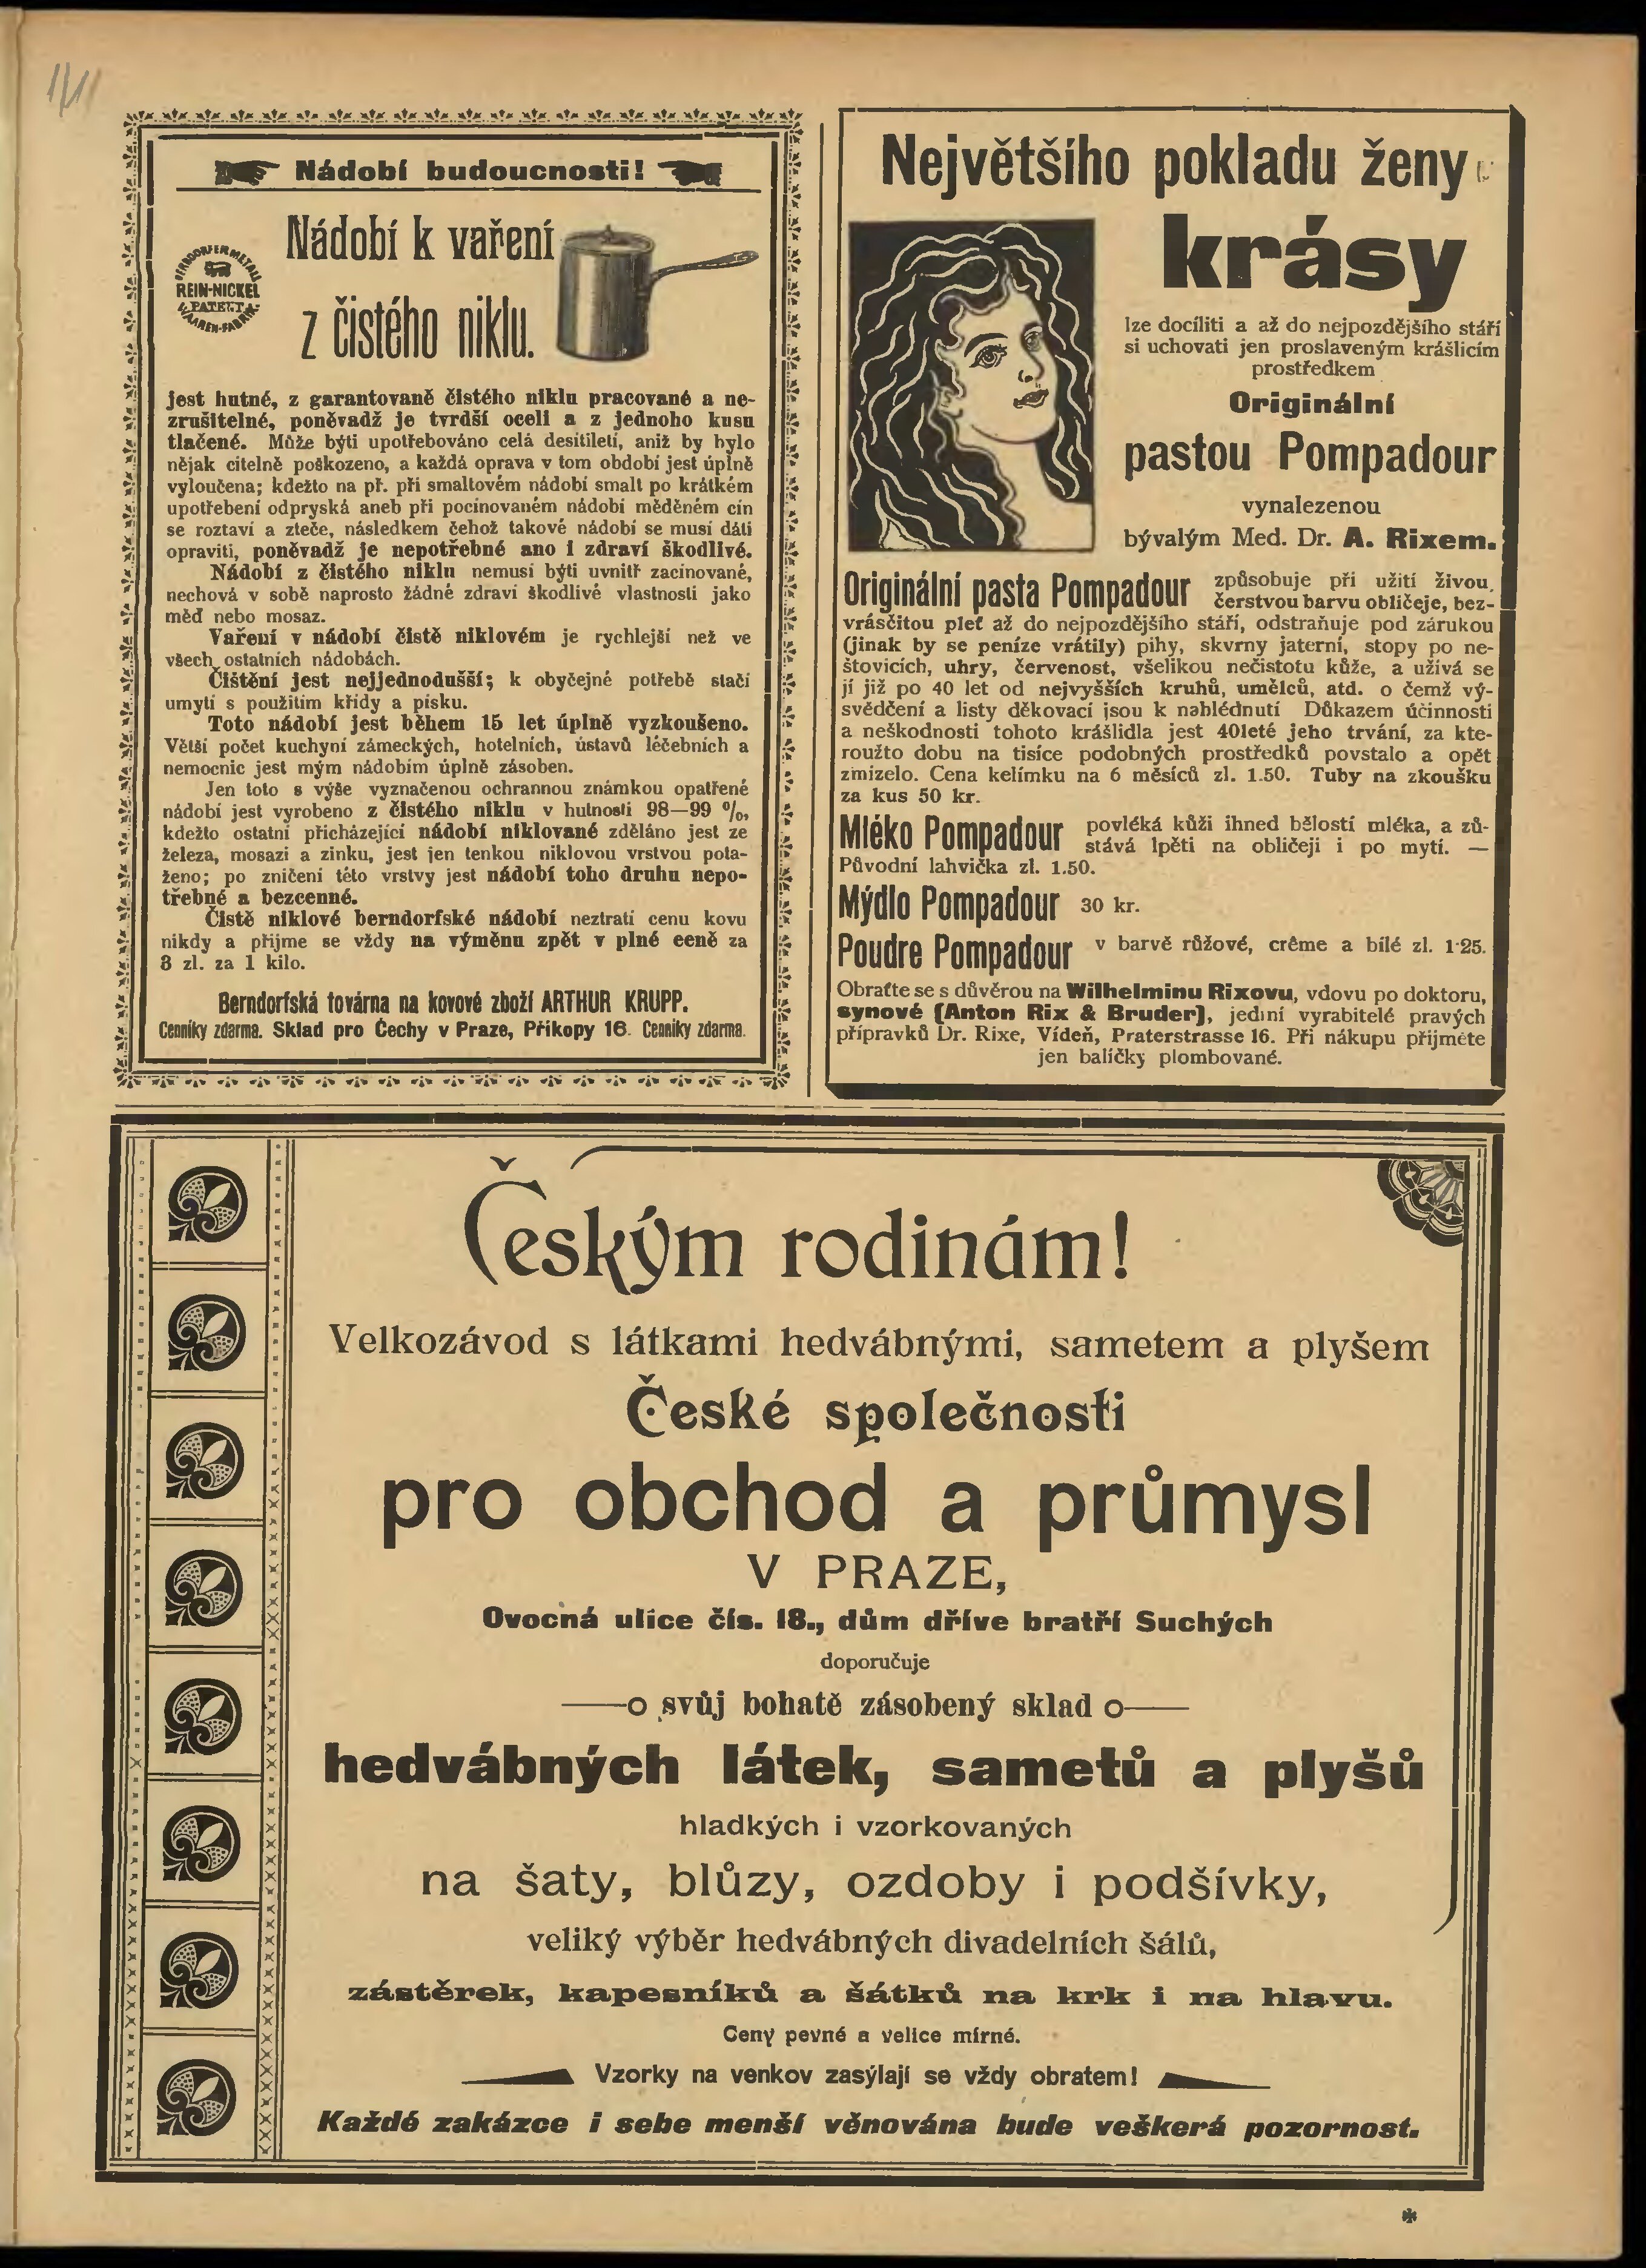 Nádobí budoucnosti!
BERNDORFER METALL
REIN-NICKEL
PATENT
WAAREN-FABRIK
Nádobí k vaření
z čistého niklu.
jest hutné, z garantovaně čistého niklu pracované a ne-
zrušitelné, poněvadž je tvrdší oceli a z jednoho kusu
tlačené. Může býti upotřebováno celá desítiletí, aniž by bylo
nějak citelně poškozeno, a každá oprava v tom období jest úplně
vyloučena; kdežto na př. při smaltovém nádobí smalt po krátkém
upotřebení odpryská aneb při pocínovaném nádobí měděném cín
se roztaví a zteče, následkem čehož takové nádobí se musí dáti
opraviti, poněvadž je nepotřebné ano i zdraví škodlivé.
Nádobí z čistého niklu nemusí býti uvnitř zacínované,
nechová v sobě naprosto žádné zdraví škodlivé vlastnosti jako
měď nebo mosaz.
Vaření v nádobí čistě niklovém je rychlejší než ve
všech ostatních nádobách.
Čištění jest nejjednodušší; k obyčejné potřebě stačí
umytí s použitím křídy a písku.
Toto nádobí jest během 15 let úplně vyzkoušeno.
Větší počet kuchyní zámeckých, hotelních, ústavů léčebních a
nemocnic jest mým nádobím úplně zásoben.
Jen toto s výše vyznačenou ochrannou známkou opatřené
nádobí jest vyrobeno z čistého niklu v hutnosti 98—99 %,
kdežto ostatní přicházející nádobí niklované zděláno jest ze
železa, mosazi a zinku, jest jen tenkou niklovou vrstvou pota-
ženo; po zničení této vrstvy jest nádobí toho druhu nepo-
třebné a bezcenné.
Čistě niklové berndorfské nádobí neztratí cenu kovu
nikdy a přijme se vždy na výměnu zpět v plné eeně za
3 zl. za 1 kilo.
Berndorfská továrna na kovové zboží ARTHUR KRUPP.
Cenníky zdarma. Sklad pro Čechy v Praze, Příkopy 16. Cenníky zdarma.
Největšího pokladu ženy
krásy
lze docíliti a až do nejpozdějšího stáří
si uchovati jen proslaveným krášlicím
prostředkem
Originální
pastou Pompadour
vynalezenou
bývalým Med. Dr. A. Rixem.
Originální pasta Pompadour způsobuje při užití živou,
čerstvou barvu obličeje, bez-
vrásčitou pleť až do nejpozdějšího stáří, odstraňuje pod zárukou
(jinak by se peníze vrátily) pihy, skvrny jaterní, stopy po ne-
štovicích, uhry, červenost, všelikou nečistotu kůže, a užívá se
jí již po 40 let od nejvyšších kruhů, umělců, atd. o čemž vý-
svědčení a listy děkovací jsou k nahlédnutí Důkazem účinnosti
a neškodnosti tohoto krášlidla jest 40leté jeho trvání, za kte-
roužto dobu na tisíce podobných prostředků povstalo a opět
zmizelo. Cena kelímku na 6 měsíců zl. 1.50. Tuby na zkoušku
za kus 50 kr.
Mléko Pompadour povléká kůži ihned bělostí mléka, a zů-
stává lpěti na obličeji i po mytí. —
Původní lahvička zl. 1.50.
Mýdlo Pompadour 30 kr.
Poudre Pompadour v barvě růžové, crême a bílé zl. 1·25.
Obraťte se s důvěrou na Wilhelminu Rixovu, vdovu po doktoru,
synové (Anton Rix & Bruder), jediní vyrabitelé pravých
přípravků Dr. Rixe, Vídeň, Praterstrasse 16. Při nákupu přijměte
jen balíčky plombované.
Českým rodinám!
Velkozávod s látkami hedvábnými, sametem a plyšem
České společnosti
pro obchod a průmysl
V PRAZE,
Ovocná ulice čís. 18., dům dříve bratří Suchých
doporučuje
—o svůj bohatě zásobený sklad o—
hedvábných látek, sametů a plyšů
hladkých i vzorkovaných
na šaty, blůzy, ozdoby i podšívky,
veliký výběr hedvábných divadelních šálů,
zástěrek, kapesníků a šátků na krk i na hlavu.
Ceny pevné a velice mírné.
Vzorky na venkov zasýlají se vždy obratem!
Každé zakázce i sebe menší věnována bude veškerá pozornost.
*